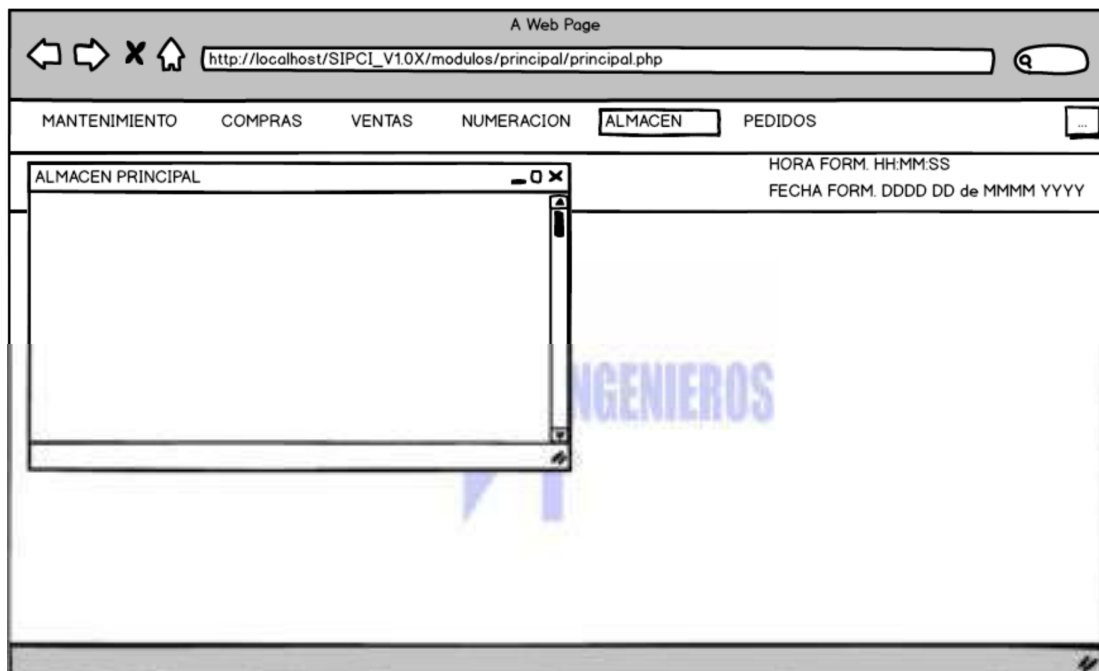 A Web Page
http://localhost/SIPCI_V1.0X/modulos/principal/principal.php
MANTENIMIENTO COMPRAS VENTAS NUMERACION ALMACEN PEDIDOS ...
HORA FORM. HH:MM:SS
ALMACEN PRINCIPAL
FECHA FORM. DDDD DD de MMMM YYYY
NGENIEROS